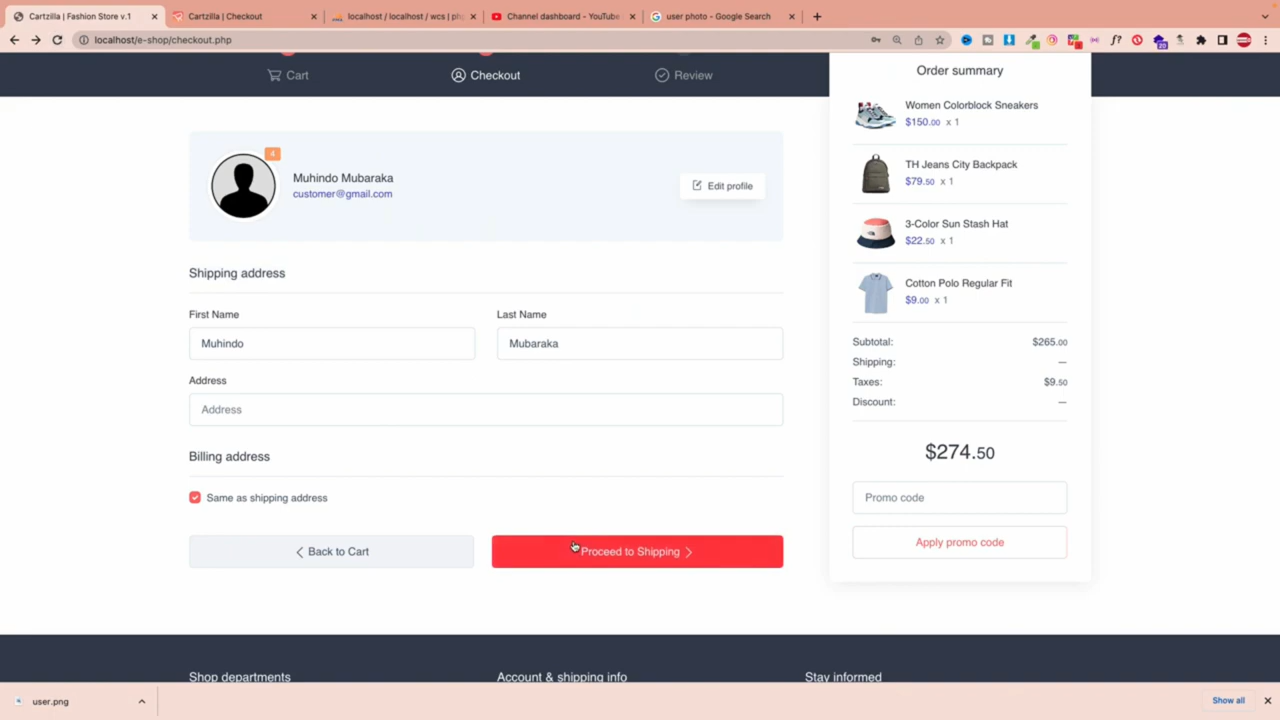 Cartzilla | Fashion Store v.1
Cartzilla | Checkout
localhost / localhost / wcs | ph
Channel dashboard - YouTube
user photo - Google Search
localhost/e-shop/checkout.php
Cart
Checkout
Review
4
Muhindo Mubaraka
customer@gmail.com
Edit profile
Shipping address
First Name
Last Name
Muhindo
Mubaraka
Address
Address
Billing address
Same as shipping address
Back to Cart
Proceed to Shipping
Order summary
Women Colorblock Sneakers
$150.00 x 1
TH Jeans City Backpack
$79.50 x 1
3-Color Sun Stash Hat
$22.50 x 1
Cotton Polo Regular Fit
$9.00 x 1
Subtotal: $265.00
Shipping: —
Taxes: $9.50
Discount: —
$274.50
Promo code
Apply promo code
Shop departments
Account & shipping info
Stay informed
user.png
Show all